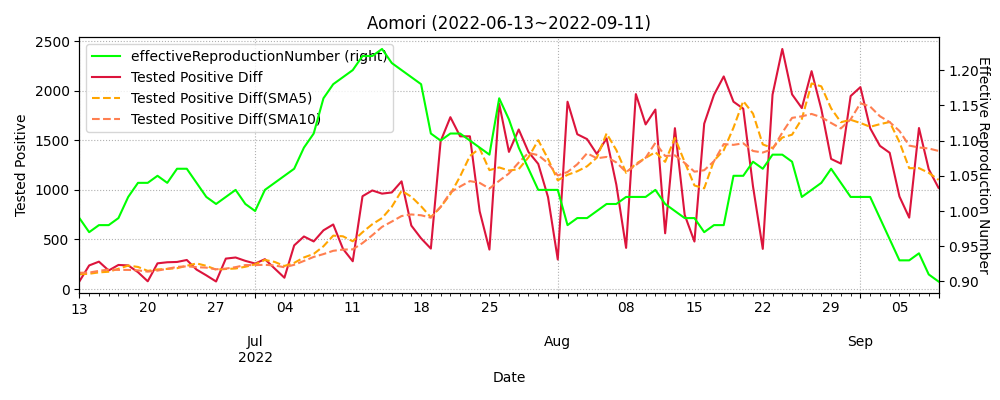 Aomori (2022-06-13~2022-09-11)
effectiveReproductionNumber (right)
Tested Positive Diff
Tested Positive Diff(SMA5)
Tested Positive Diff(SMA10)
Tested Positive
2500
2000
1500
1000
500
0
1.20
1.15
1.10
1.05
1.00
0.95
0.90
Effective Reproduction Number
13 20 27 04 11 18 25 08 15 22 29 05
Jul Aug Sep
2022
Date